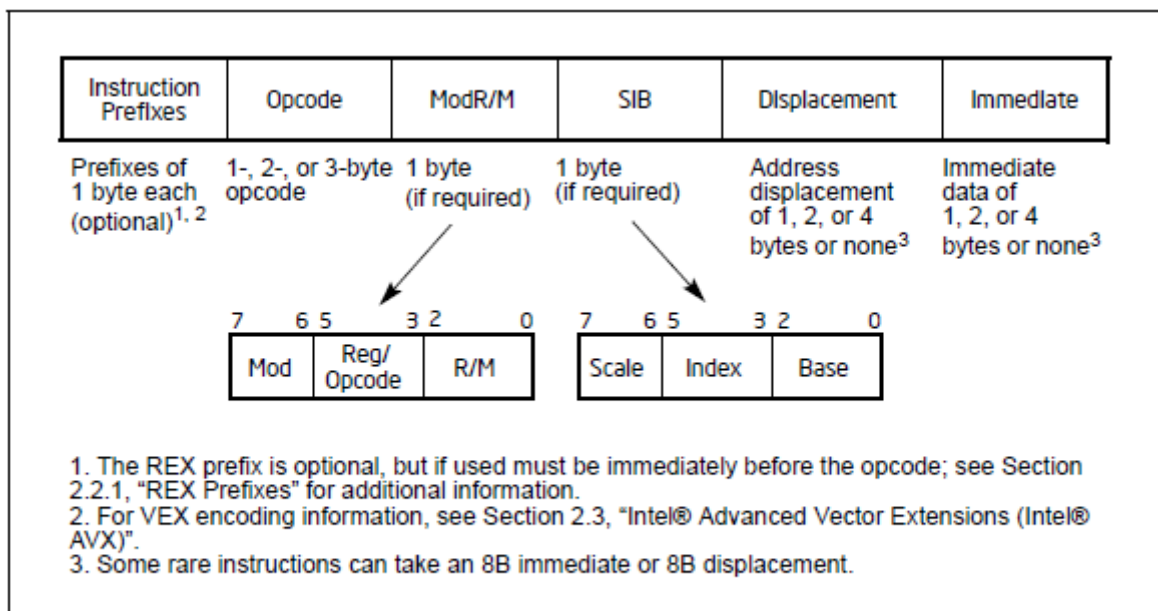 Instruction Prefixes
Opcode
ModR/M
SIB
Displacement
Immediate
Prefixes of
1 byte each
(optional)1, 2
1-, 2-, or 3-byte
opcode
1 byte
(if required)
1 byte
(if required)
Address
displacement
of 1, 2, or 4
bytes or none3
Immediate
data of
1, 2, or 4
bytes or none3
7 6 5 3 2 0
Mod
Reg/
Opcode
R/M
7 6 5 3 2 0
Scale
Index
Base
1. The REX prefix is optional, but if used must be immediately before the opcode; see Section
2.2.1, “REX Prefixes” for additional information.
2. For VEX encoding information, see Section 2.3, “Intel® Advanced Vector Extensions (Intel®
AVX)”.
3. Some rare instructions can take an 8B immediate or 8B displacement.